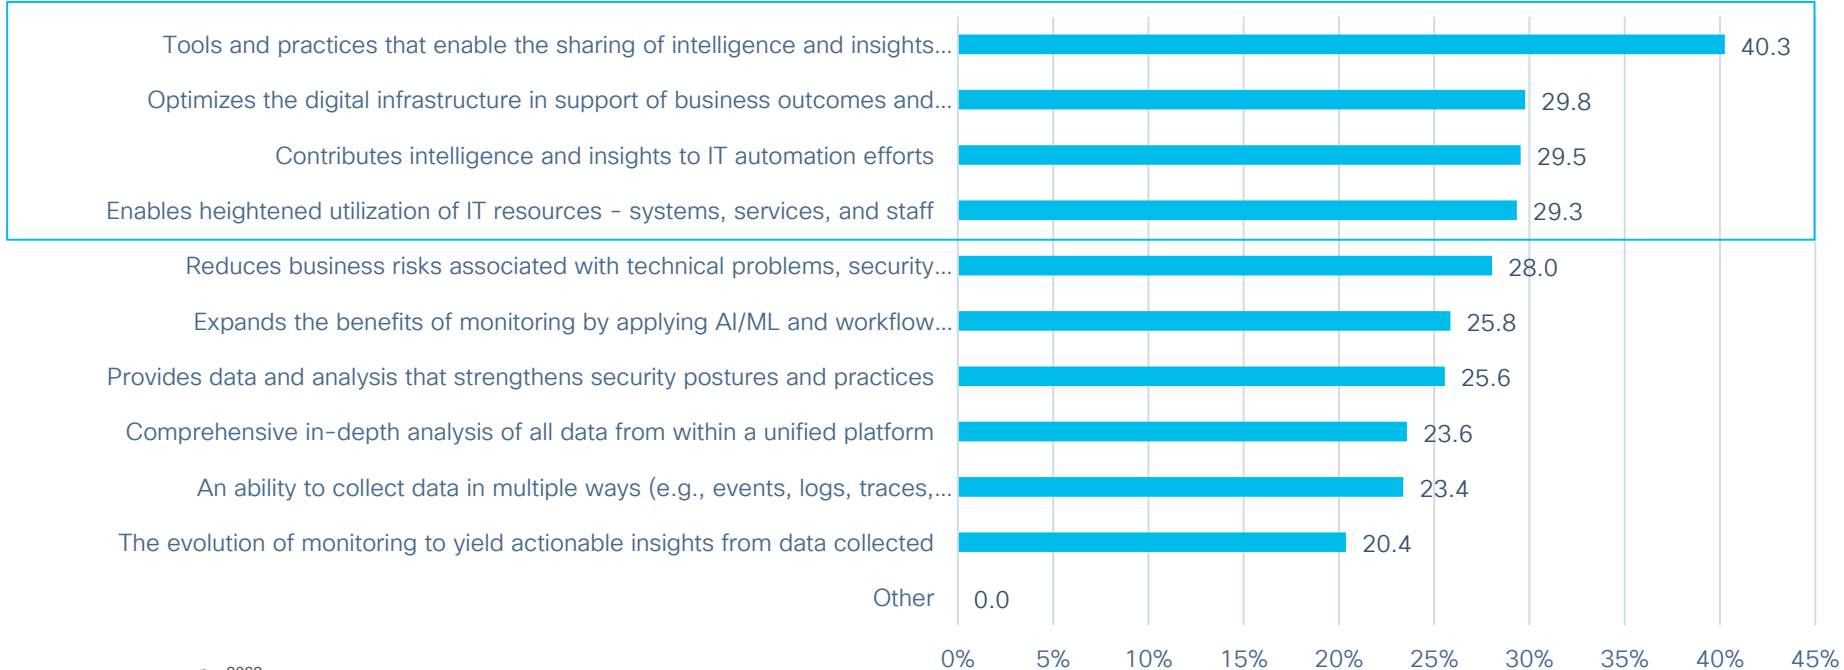 Tools and practices that enable the sharing of intelligence and insights... 40.3
Optimizes the digital infrastructure in support of business outcomes and... 29.8
Contributes intelligence and insights to IT automation efforts 29.5
Enables heightened utilization of IT resources - systems, services, and staff 29.3
Reduces business risks associated with technical problems, security... 28.0
Expands the benefits of monitoring by applying AI/ML and workflow... 25.8
Provides data and analysis that strengthens security postures and practices 25.6
Comprehensive in-depth analysis of all data from within a unified platform 23.6
An ability to collect data in multiple ways (e.g., events, logs, traces,... 23.4
The evolution of monitoring to yield actionable insights from data collected 20.4
Other 0.0
0% 5% 10% 15% 20% 25% 30% 35% 40% 45%